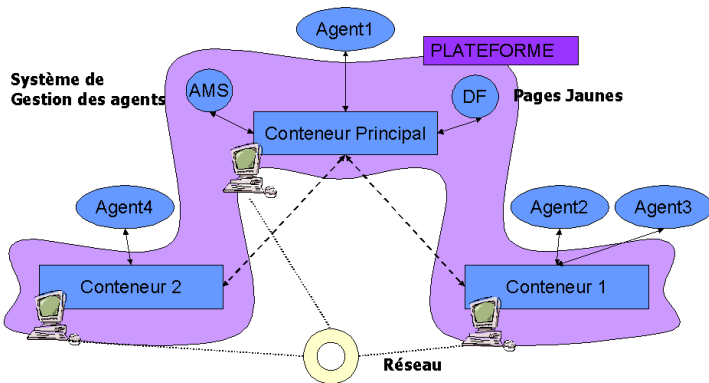 Agent1
PLATEFORME
Système de
Gestion des agents
AMS
DF
Pages Jaunes
Conteneur Principal
Agent4
Agent2
Agent3
Conteneur 2
Conteneur 1
Réseau